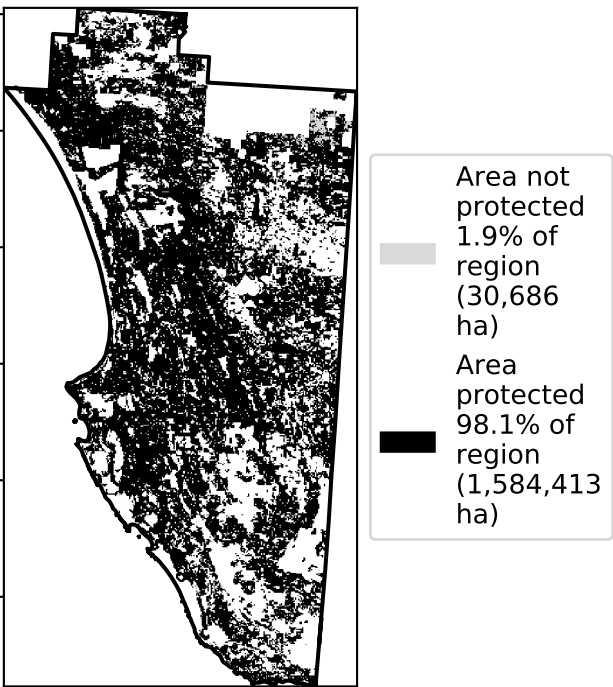 Area not
protected
1.9% of
region
(30,686
ha)
Area
protected
98.1% of
region
(1,584,413
ha)